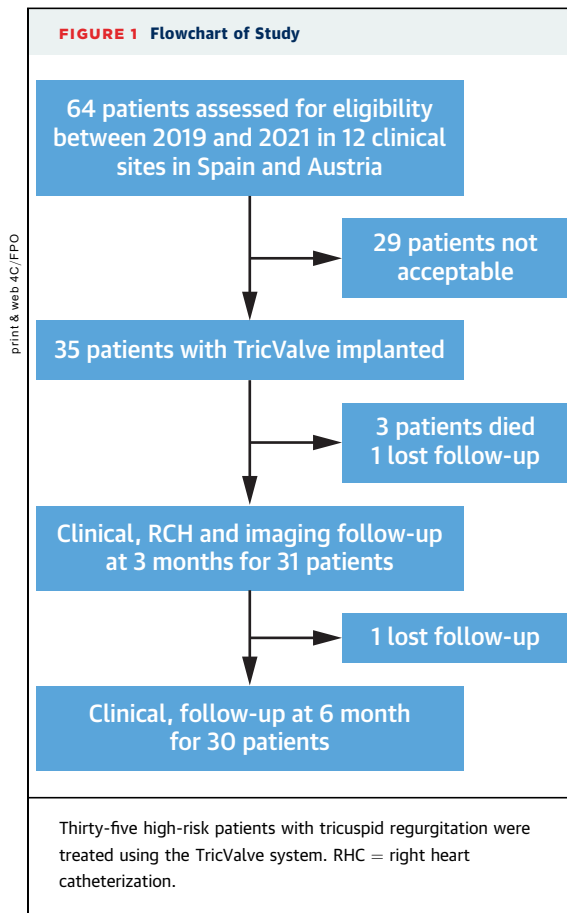 FIGURE 1 Flowchart of Study
64 patients assessed for eligibility
between 2019 and 2021 in 12 clinical
sites in Spain and Austria
29 patients not
acceptable
print & web 4C/FPO
35 patients with TricValve implanted
3 patients died
1 lost follow-up
Clinical, RCH and imaging follow-up
at 3 months for 31 patients
1 lost follow-up
Clinical, follow-up at 6 month
for 30 patients
Thirty-five high-risk patients with tricuspid regurgitation were
treated using the TricValve system. RHC = right heart
catheterization.